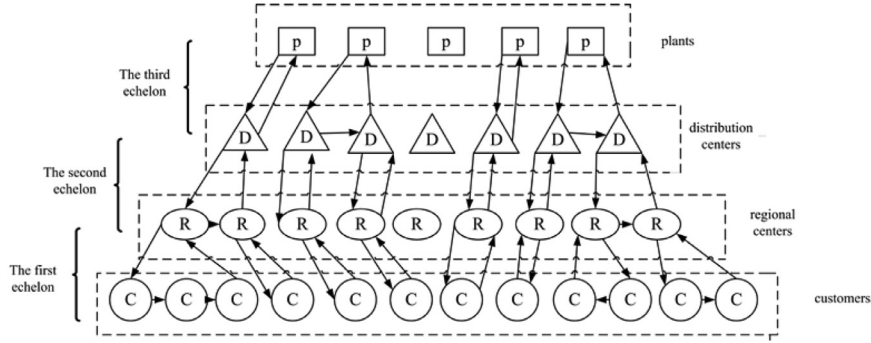 p p p p p
plants
The third
echelon
D D D D D D D
distribution
centers
The second
echelon
R R R R R R R R R
regional
centers
The first
echelon
C C C C C C C C C C C C
customers